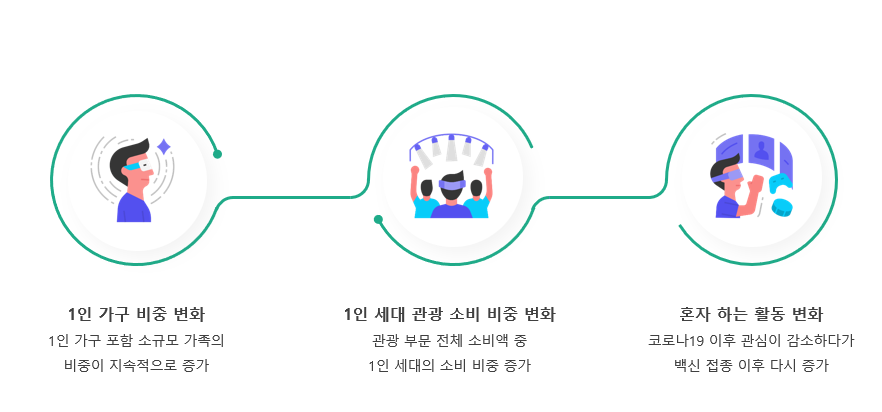 1인 가구 비중 변화
1인 가구 포함 소규모 가족의
비중이 지속적으로 증가
1인 세대 관광 소비 비중 변화
관광 부문 전체 소비액 중
1인 세대의 소비 비중 증가
혼자 하는 활동 변화
코로나19 이후 관심이 감소하다가
백신 접종 이후 다시 증가